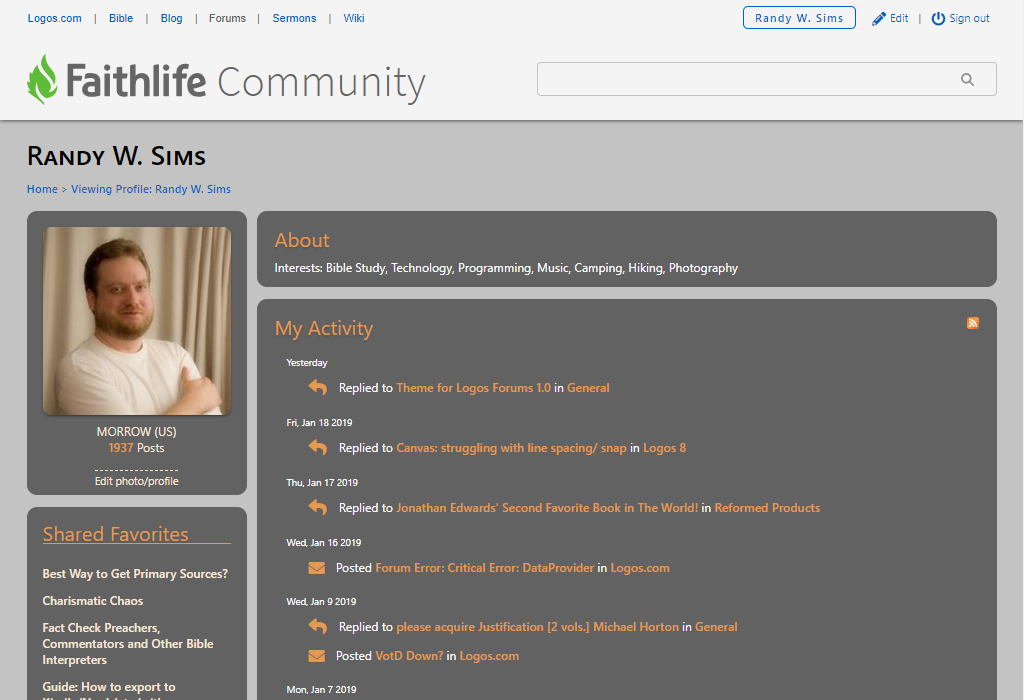 Logos.com | Bible | Blog | Forums | Sermons | Wiki
Randy W. Sims Edit | Sign out
Faithlife Community
Randy W. Sims
Home > Viewing Profile: Randy W. Sims
MORROW (US)
1937 Posts
Edit photo/profile
Shared Favorites
Best Way to Get Primary Sources?
Charismatic Chaos
Fact Check Preachers,
Commentators and Other Bible
Interpreters
Guide: How to export to
About
Interests: Bible Study, Technology, Programming, Music, Camping, Hiking, Photography
My Activity
Yesterday
Replied to Theme for Logos Forums 1.0 in General
Fri, Jan 18 2019
Replied to Canvas: struggling with line spacing/ snap in Logos 8
Thu, Jan 17 2019
Replied to Jonathan Edwards' Second Favorite Book in The World! in Reformed Products
Wed, Jan 16 2019
Posted Forum Error: Critical Error: DataProvider in Logos.com
Wed, Jan 9 2019
Replied to please acquire Justification [2 vols.] Michael Horton in General
Posted VotD Down? in Logos.com
Mon, Jan 7 2019